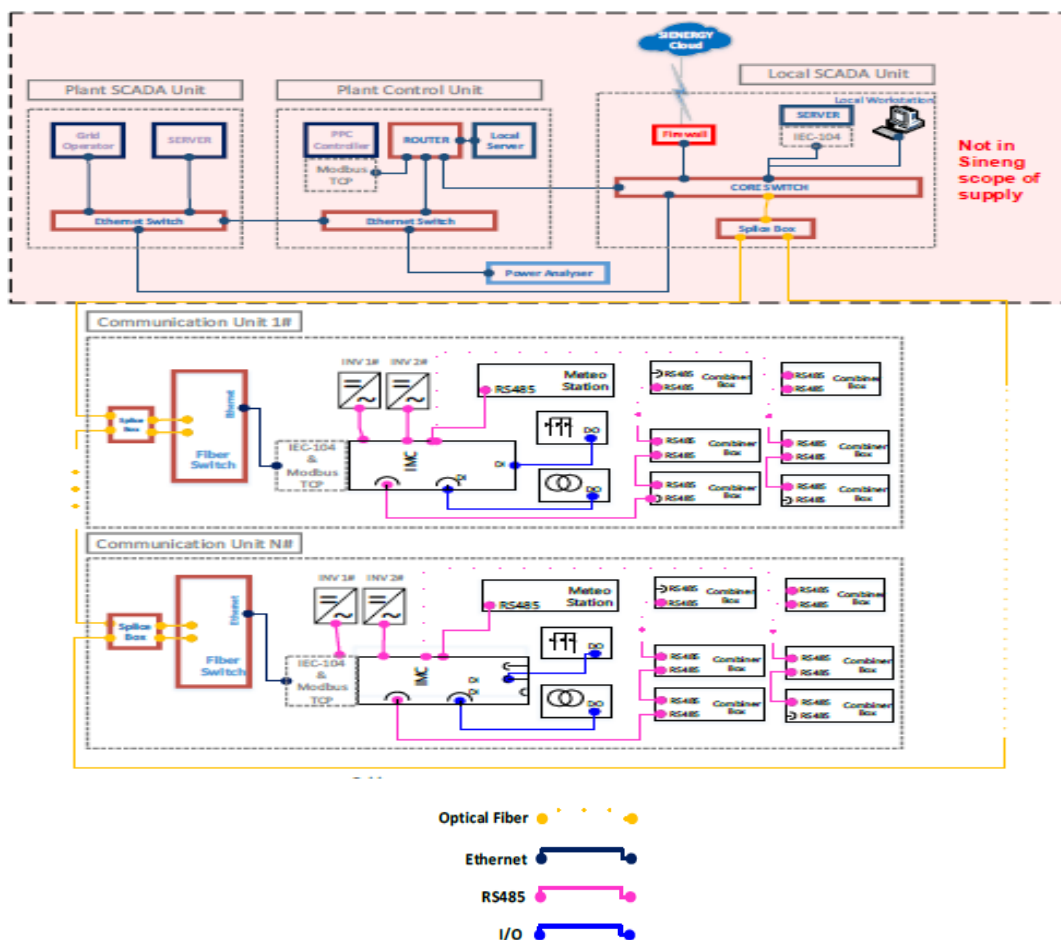 SIENERGY
Cloud
Plant SCADA Unit
Plant Control Unit
Local SCADA Unit
Local Workstation
Grid
Operator
SERVER
PPC
Controller
Modbus
TCP
ROUTER
Local
Server
Firewall
SERVER
IEC-104
Not in
Sineng
scope of
supply
CORE SWITCH
Ethernet Switch
Ethernet Switch
Splice Box
Power Analyser
Communication Unit 1#
INV 1#
INV 2#
RS485
Meteo
Station
RS485
RS485
Combiner
Box
RS485
RS485
Combiner
Box
Splice
Box
Ethernet
Fiber
Switch
IEC-104
&
Modbus
TCP
IMC
DI
DI
DO
DO
RS485
RS485
Combiner
Box
RS485
RS485
Combiner
Box
RS485
RS485
Combiner
Box
RS485
RS485
Combiner
Box
Communication Unit N#
INV 1#
INV 2#
RS485
Meteo
Station
RS485
RS485
Combiner
Box
RS485
RS485
Combiner
Box
Splice
Box
Ethernet
Fiber
Switch
IEC-104
&
Modbus
TCP
IMC
DI
DI
DO
DO
RS485
RS485
Combiner
Box
RS485
RS485
Combiner
Box
RS485
RS485
Combiner
Box
RS485
RS485
Combiner
Box
Optical Fiber
Ethernet
RS485
I/O